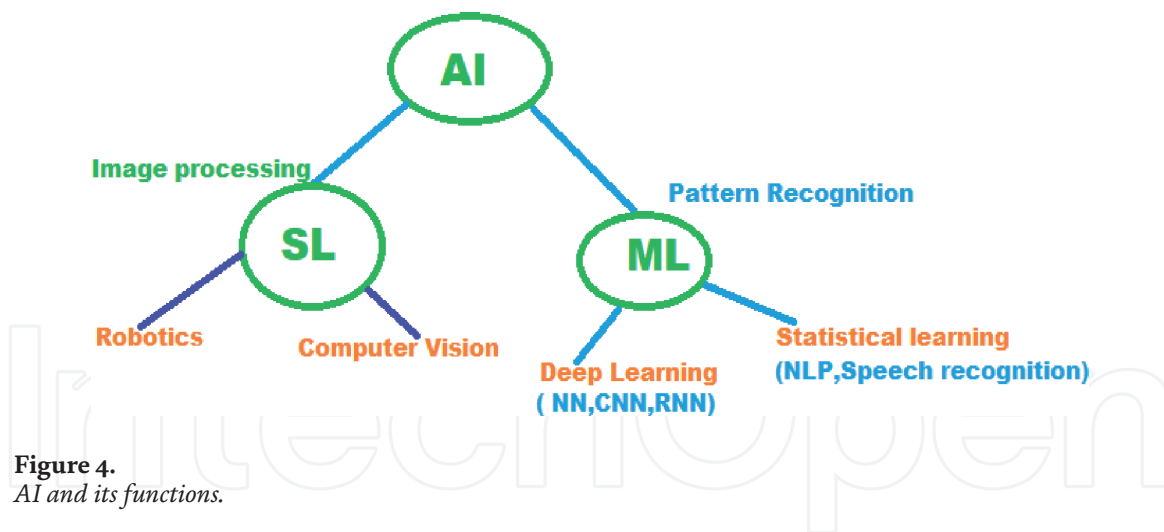 AI
Image processing
Pattern Recognition
SL
ML
Robotics
Computer Vision
Statistical learning
(NLP,Speech recognition)
Deep Learning
( NN,CNN,RNN)
IntechOpen
Figure 4.
AI and its functions.